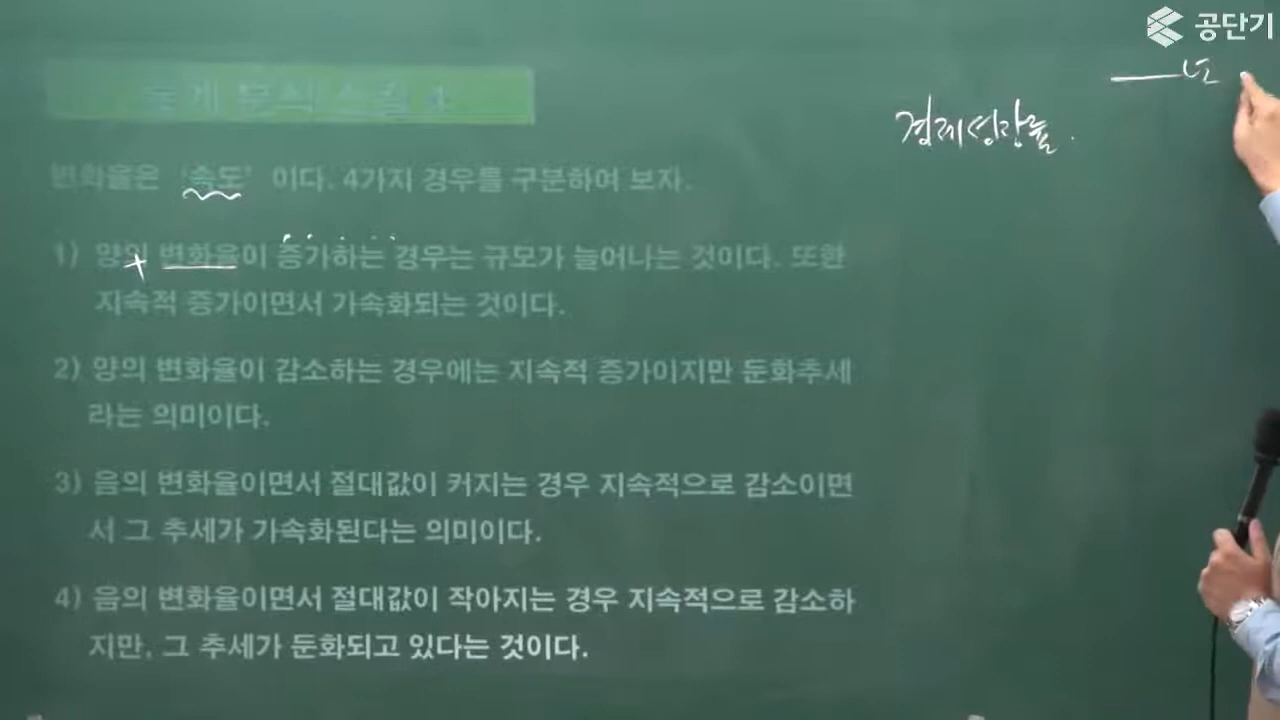 공단기
년
경제성장률.
변화율은 '속도' 이다. 4가지 경우를 구분하여 보자.
1) 양의 변화율이 증가하는 경우는 규모가 늘어나는 것이다. 또한
+
지속적 증가이면서 가속화되는 것이다.
2) 양의 변화율이 감소하는 경우에는 지속적 증가이지만 둔화추세
라는 의미이다.
3) 음의 변화율이면서 절대값이 커지는 경우 지속적으로 감소이면
서 그 추세가 가속화된다는 의미이다.
4) 음의 변화율이면서 절대값이 작아지는 경우 지속적으로 감소하
지만, 그 추세가 둔화되고 있다는 것이다.